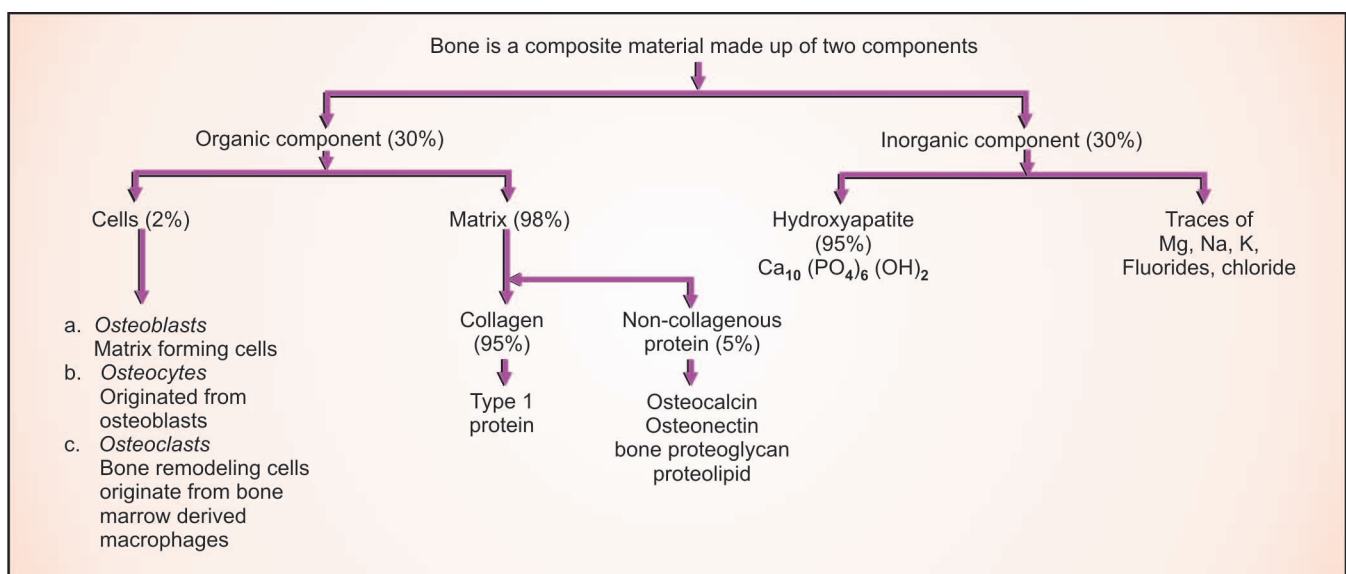 Bone is a composite material made up of two components
Organic component (30%)
Inorganic component (30%)
Cells (2%)
Matrix (98%)
Hydroxyapatite
(95%)
Ca10 (PO4)6 (OH)2
Traces of
Mg, Na, K,
Fluorides, chloride
a. Osteoblasts
Matrix forming cells
b. Osteocytes
Originated from
osteoblasts
c. Osteoclasts
Bone remodeling cells
originate from bone
marrow derived
macrophages
Collagen
(95%)
Type 1
protein
Non-collagenous
protein (5%)
Osteocalcin
Osteonectin
bone proteoglycan
proteolipid